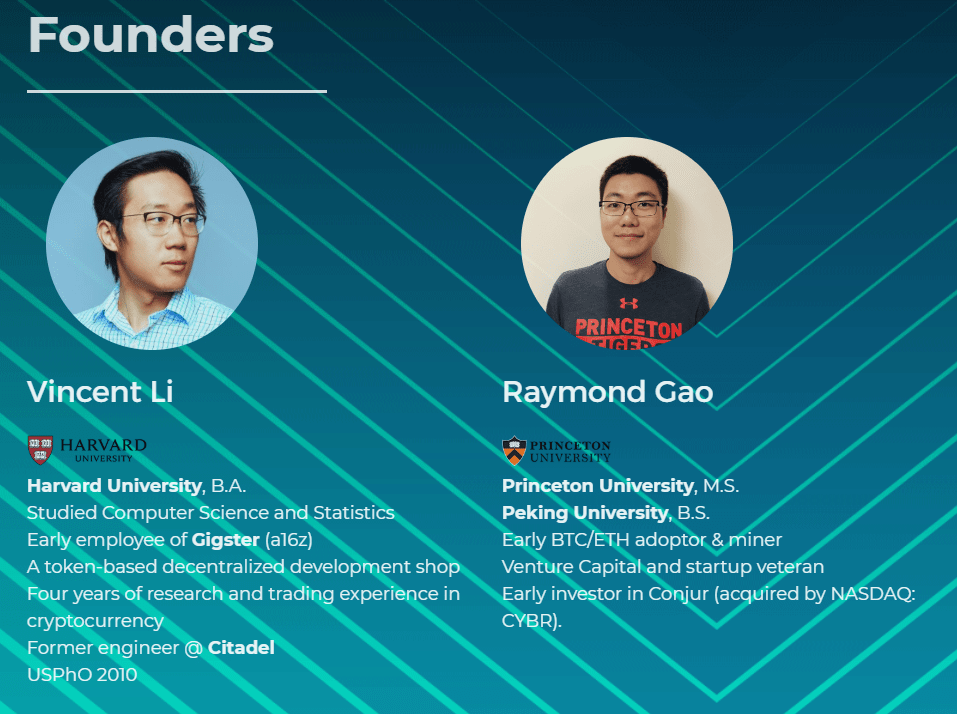 Founders
PRINCETON
TIGERS
Vincent Li
HARVARD
UNIVERSITY
Harvard University, B.A.
Studied Computer Science and Statistics
Early employee of Gigster (a16z)
A token-based decentralized development shop
Four years of research and trading experience in
cryptocurrency
Former engineer @ Citadel
USPhO 2010
Raymond Gao
PRINCETON
UNIVERSITY
Princeton University, M.S.
Peking University, B.S.
Early BTC/ETH adoptor & miner
Venture Capital and startup veteran
Early investor in Conjur (acquired by NASDAQ:
CYBR).